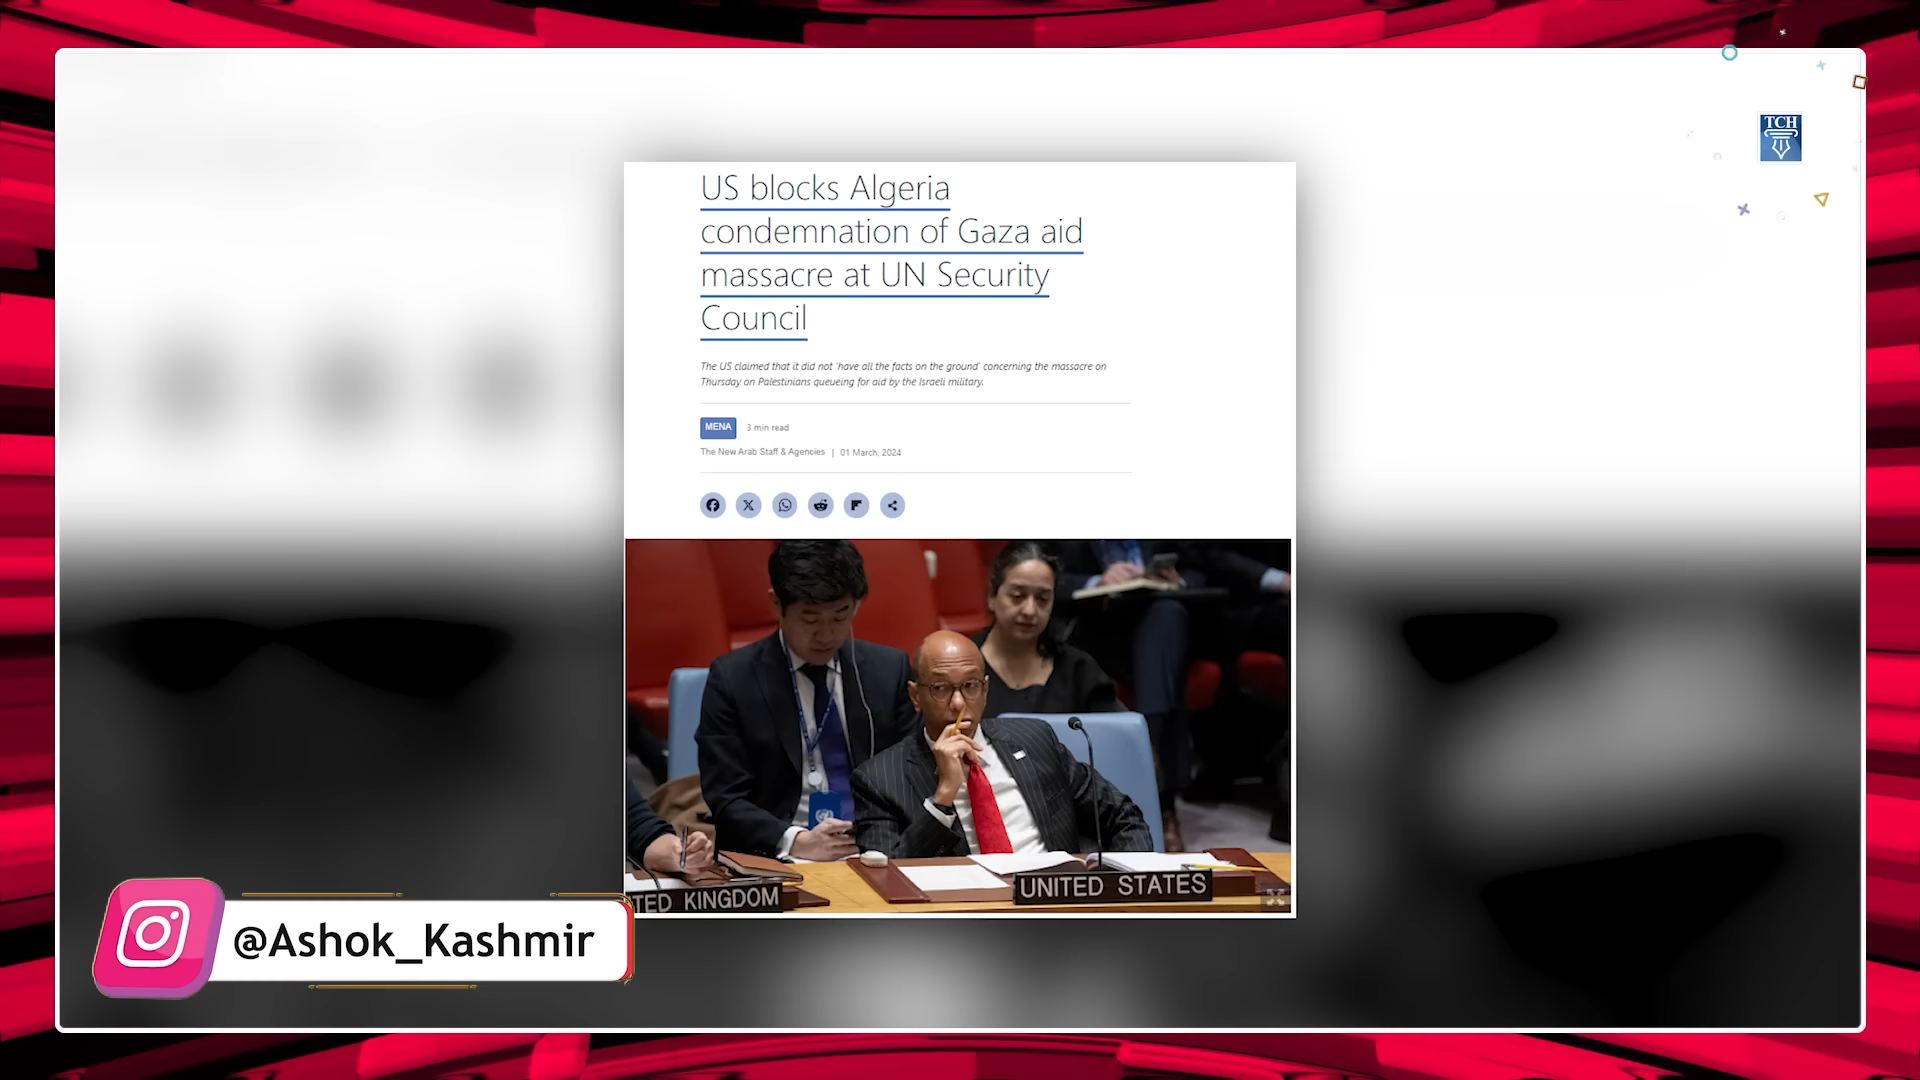 TCH
US blocks Algeria
condemnation of Gaza aid
massacre at UN Security
Council
The US claimed that it did not 'have all the facts on the ground' concerning the massacre on
Thursday on Palestinians queueing for aid by the Israeli military.
MENA 3 min read
The New Arab Staff & Agencies | 01 March, 2024
TED KINGDOM
UNITED STATES
@Ashok_Kashmir